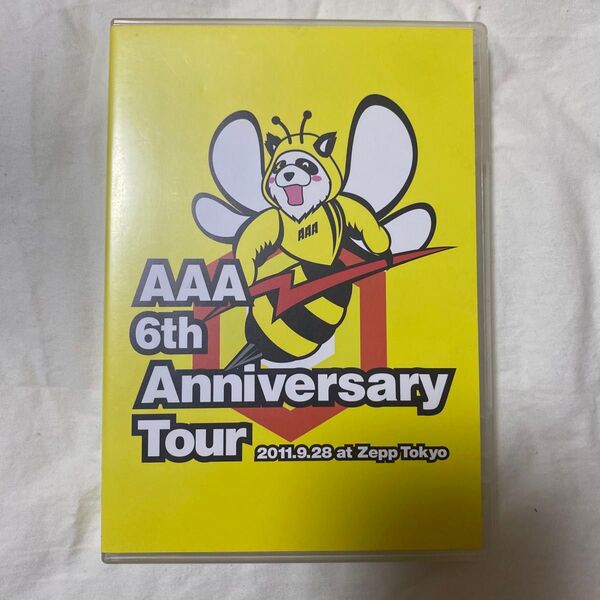 AAA
AAA
6th
Anniversary
Tour 2011.9.28 at Zepp Tokyo